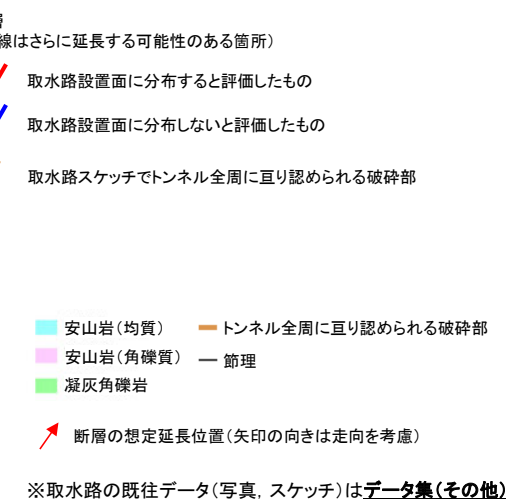 層
線はさらに延長する可能性のある箇所）
取水路設置面に分布すると評価したもの
取水路設置面に分布しないと評価したもの
取水路スケッチでトンネル全周に亘り認められる破砕部
安山岩（均質） トンネル全周に亘り認められる破砕部
安山岩（角礫質） 節理
凝灰角礫岩
断層の想定延長位置（矢印の向きは走向を考慮）
※取水路の既往データ（写真，スケッチ）はデータ集（その他）